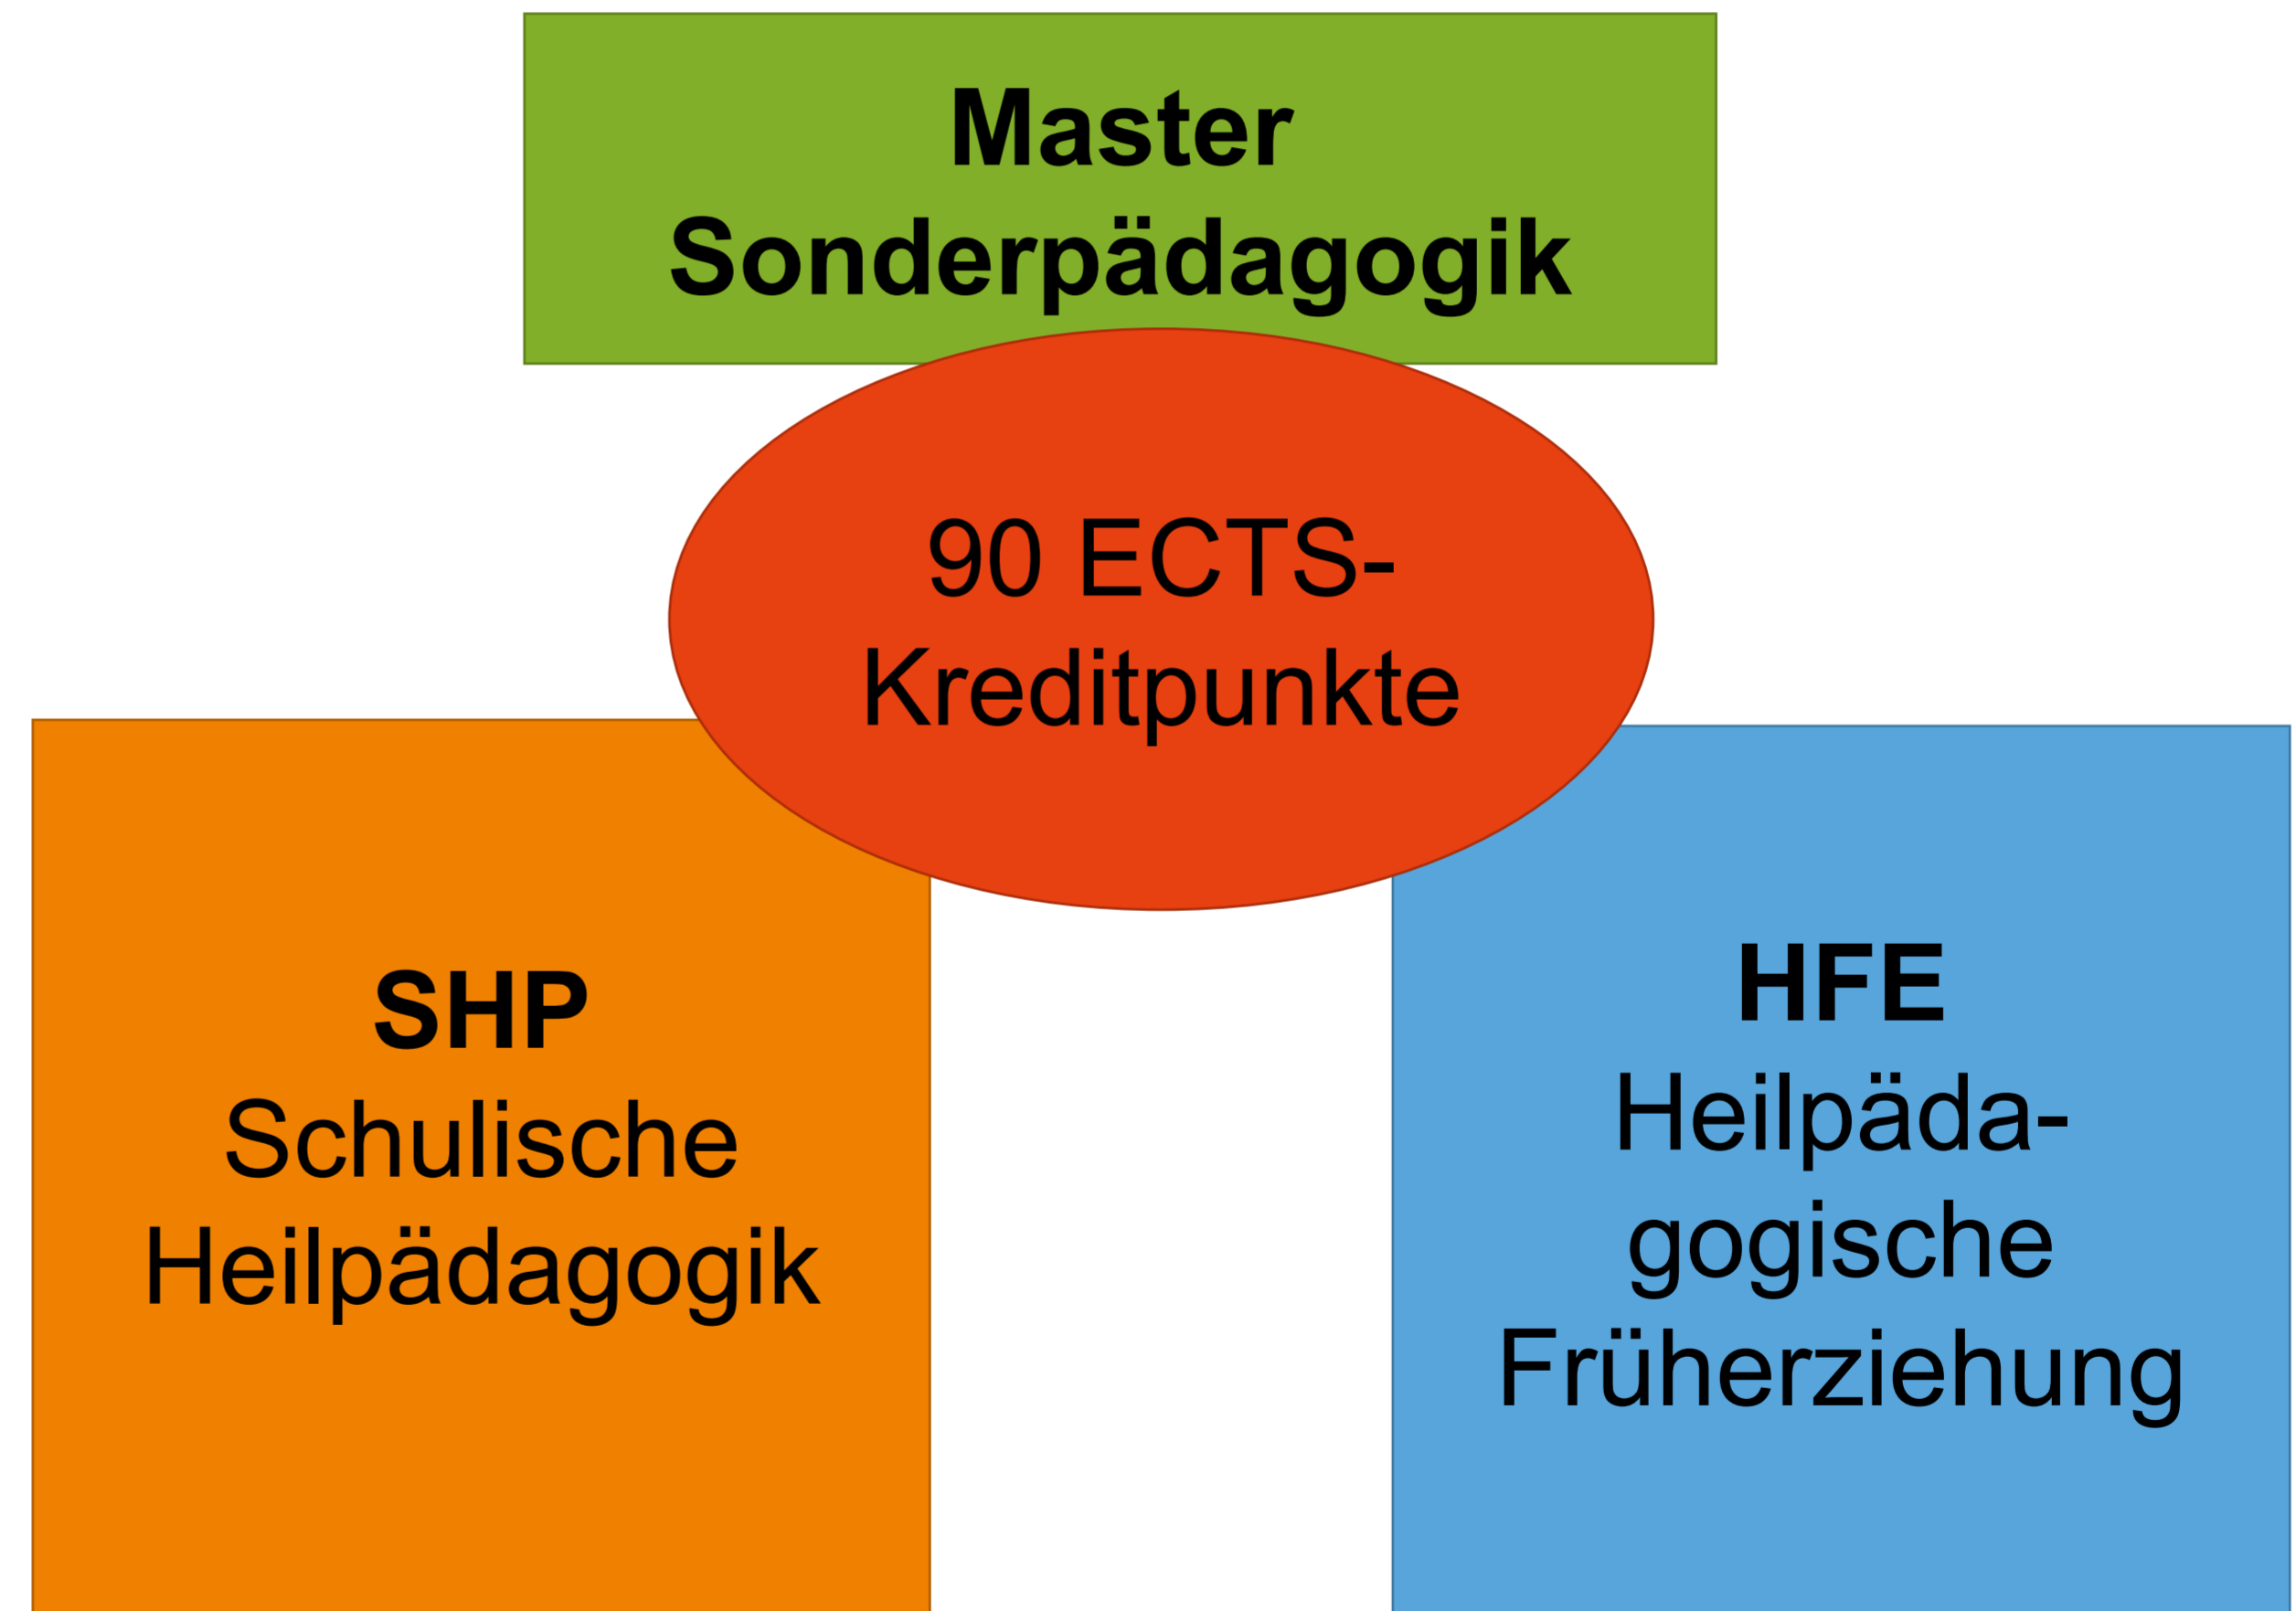 Master
Sonderpädagogik
90 ECTS-
Kreditpunkte
SHP
Schulische
Heilpädagogik
HFE
Heilpäda-
gogische
Früherziehung